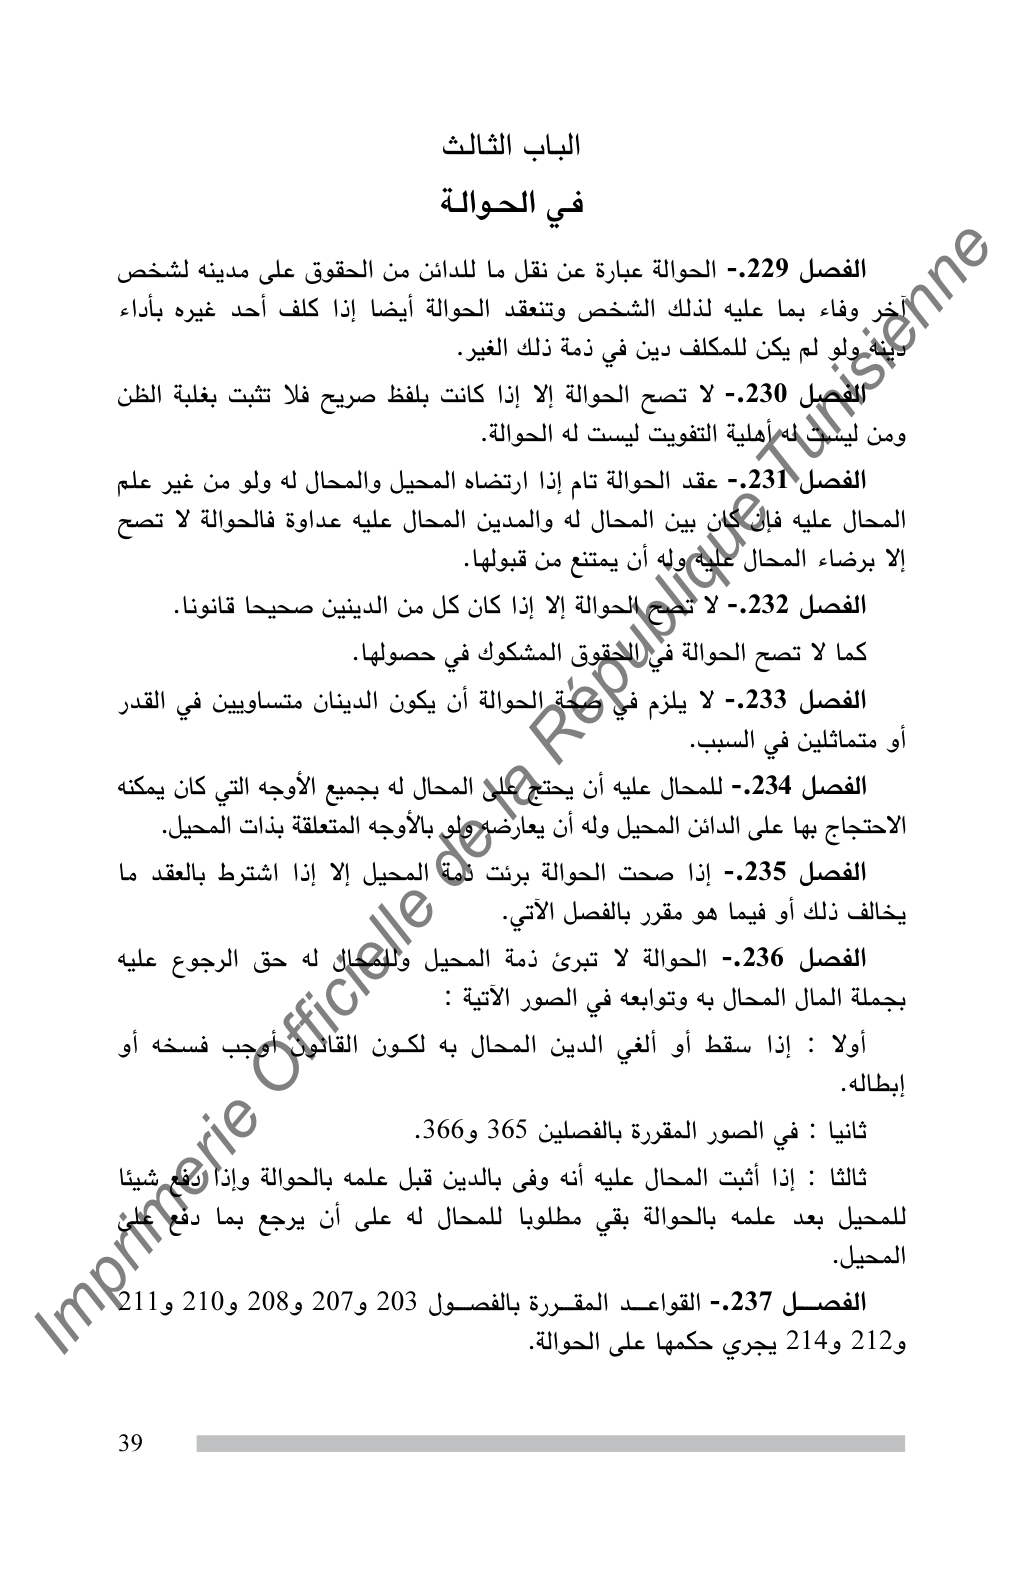 الباب الثالث
في الحوالة
الفصل 229.- الحوالة عبارة عن نقل ما للدائن من الحقوق على مدينه لشخص
آخر وفاء بما عليه لذلك الشخص وتنعقد الحوالة أيضا إذا كلف أحد غيره بأداء
دينه ولو لم يكن للمكلف دين في ذمة ذلك الغير.
الفصل 230.- لا تصح الحوالة إلا إذا كانت بلفظ صريح فلا تثبت بغلبة الظن
ومن ليست له أهلية التفويت ليست له الحوالة.
الفصل 231.- عقد الحوالة تام إذا ارتضاه المحيل والمحال له ولو من غير علم
المحال عليه فإن كان بين المحال له والمدين المحال عليه عداوة فالحوالة لا تصح
إلا برضاء المحال عليه وله أن يمتنع من قبولها.
الفصل 232.- لا تصح الحوالة إلا إذا كان كل من الدينين صحيحا قانونا.
كما لا تصح الحوالة في الحقوق المشكوك في حصولها.
الفصل 233.- لا يلزم في صحة الحوالة أن يكون الدينان متساويين في القدر
أو متماثلين في السبب.
الفصل 234.- للمحال عليه أن يحتج على المحال له بجميع الأوجه التي كان يمكنه
الاحتجاج بها على الدائن المحيل وله أن يعارضه ولو بالأوجه المتعلقة بذات المحيل.
الفصل 235.- إذا صحت الحوالة برئت ذمة المحيل إلا إذا اشترط بالعقد ما
يخالف ذلك أو فيما هو مقرر بالفصل الآتي.
الفصل 236.- الحوالة لا تبرئ ذمة المحيل وللمحال له حق الرجوع عليه
بجملة المال المحال به وتوابعه في الصور الآتية :
أولا : إذا سقط أو ألغي الدين المحال به لكون القانون أوجب فسخه أو
إبطاله.
ثانيا : في الصور المقررة بالفصلين 365 و366.
ثالثا : إذا أثبت المحال عليه أنه وفى بالدين قبل علمه بالحوالة وإذا دفع شيئا
للمحيل بعد علمه بالحوالة بقي مطلوبا للمحال له على أن يرجع بما دفع على
المحيل.
الفصل 237.- القواعد المقررة بالفصول 203 و207 و208 و210 و211
و212 و214 يجري حكمها على الحوالة.
39
Imprimerie Officielle de la République Tunisienne